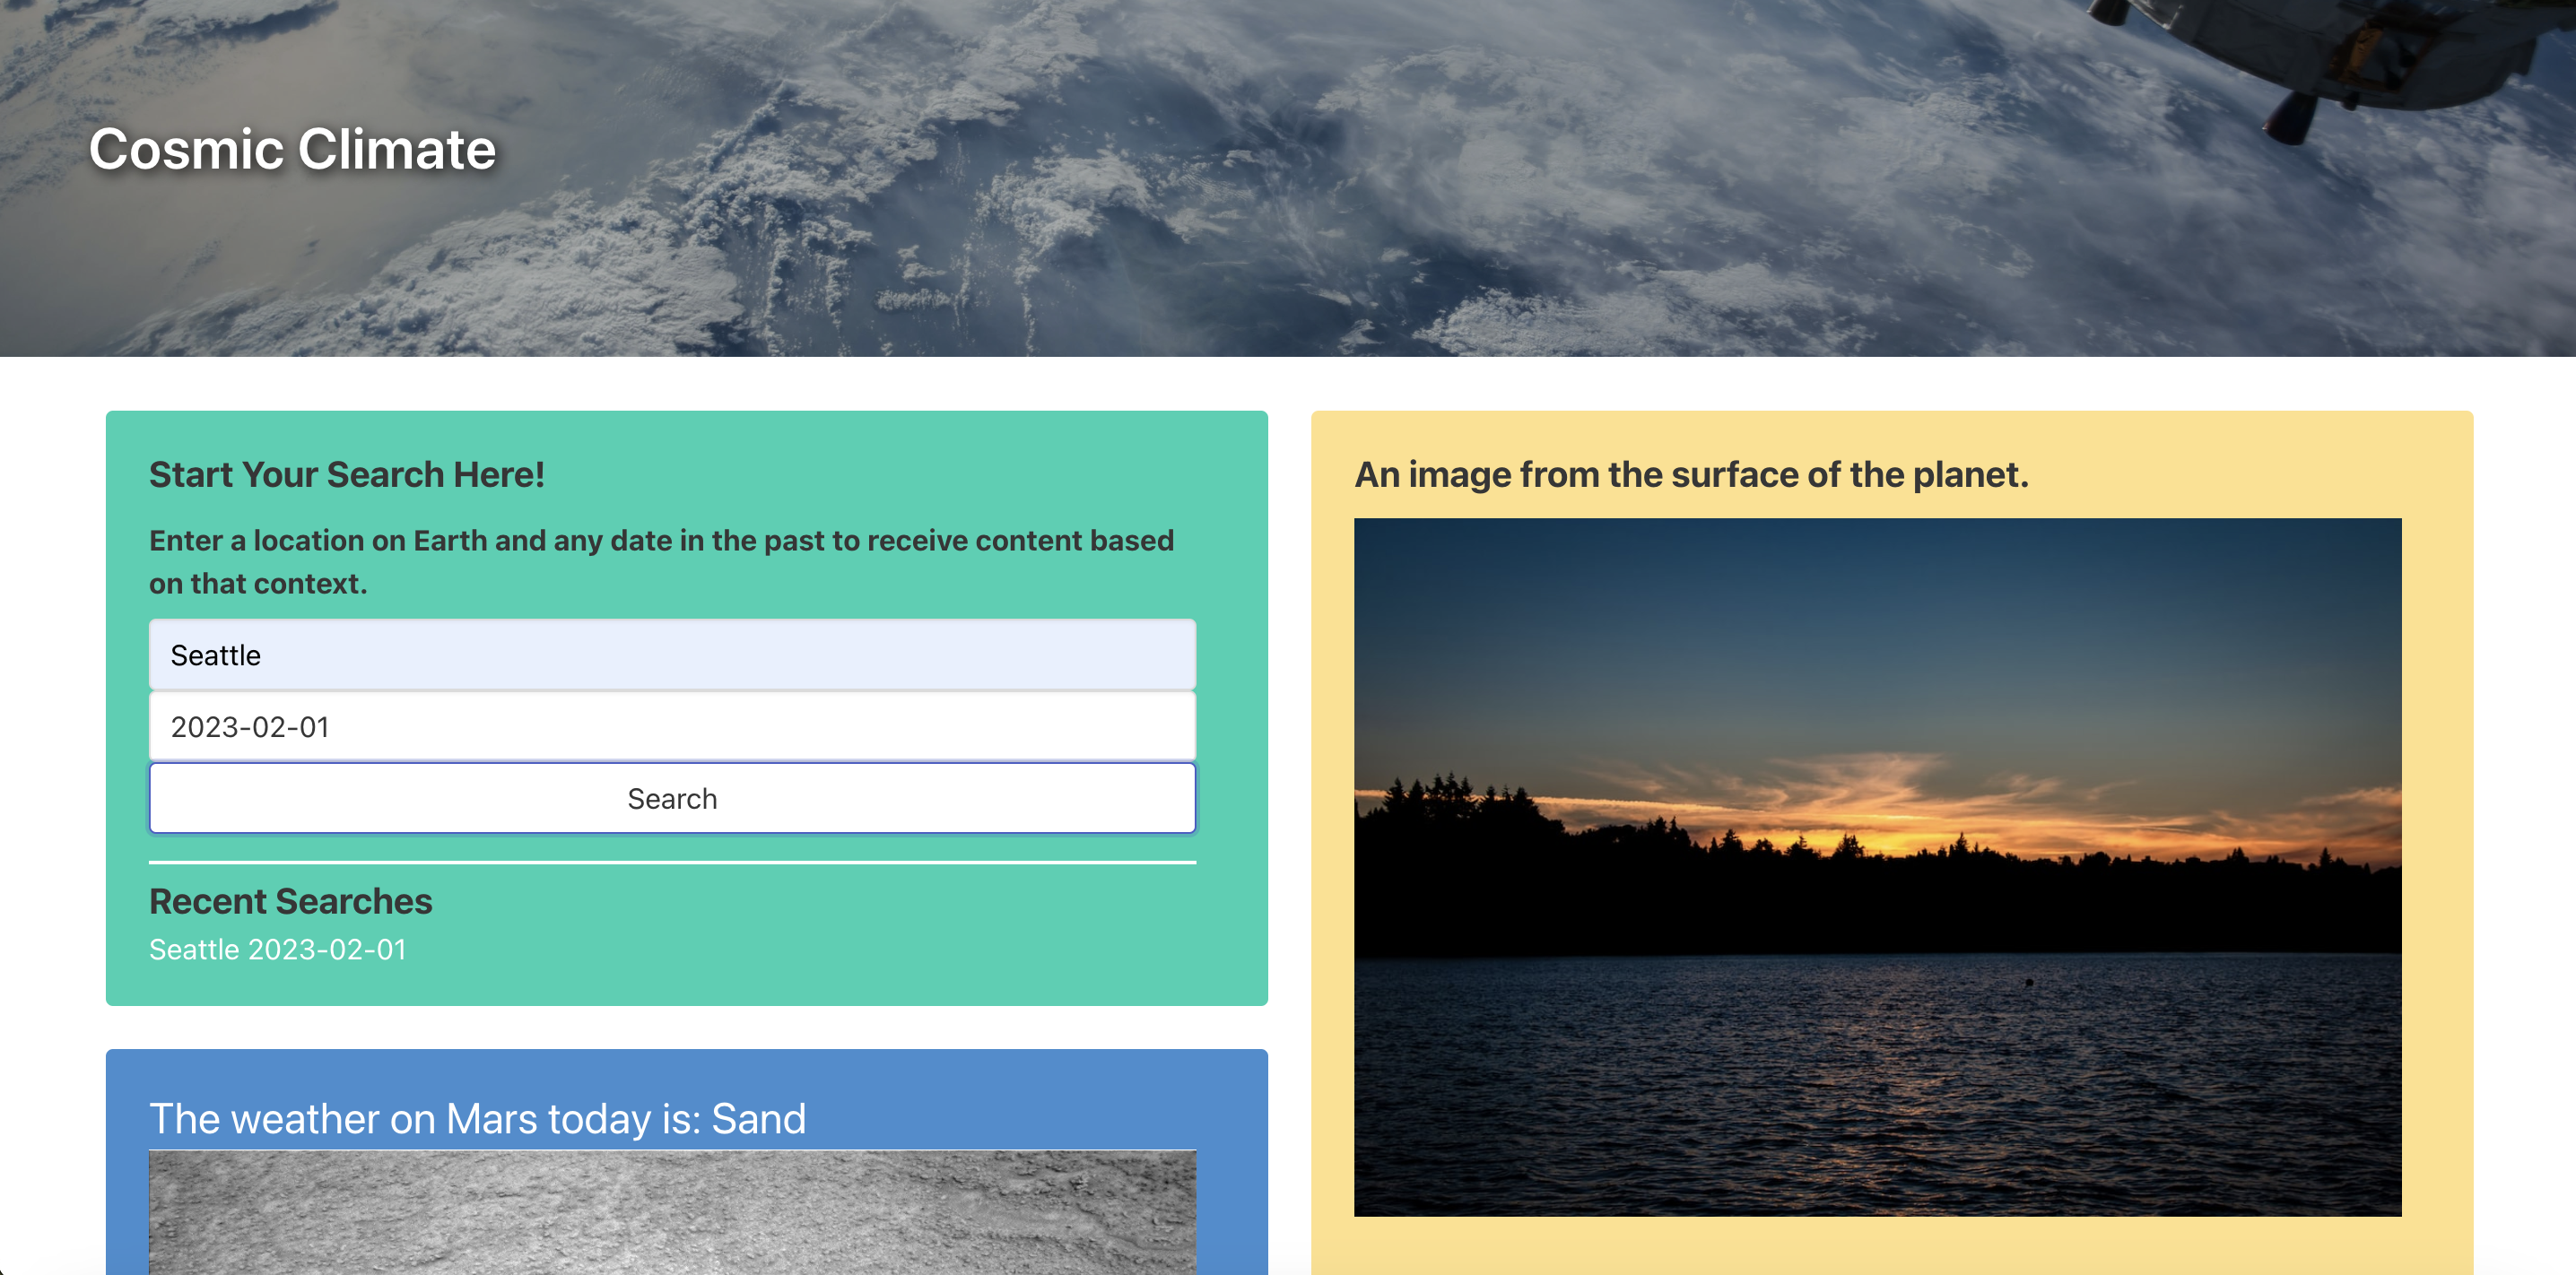 Cosmic Climate
Start Your Search Here!
Enter a location on Earth and any date in the past to receive content based
on that context.
Seattle
2023-02-01
Search
Recent Searches
Seattle 2023-02-01
The weather on Mars today is: Sand
An image from the surface of the planet.